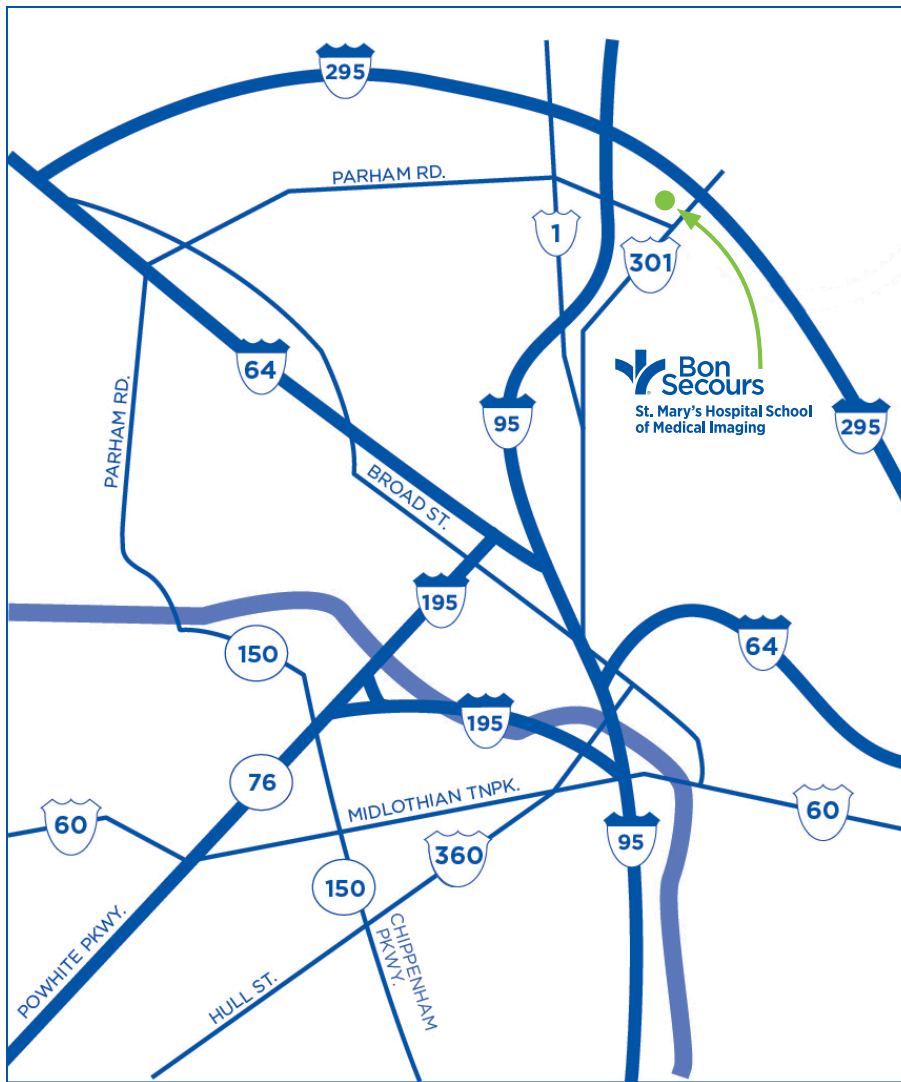 295
PARHAM RD.
1
301
64
Bon
Secours
St. Mary's Hospital School
of Medical Imaging
95
295
PARHAM RD.
BROAD ST.
195
150
64
195
76
MIDLOTHIAN TNPK.
60
60
95
360
150
CHIPPENHAM
PKWY.
POWHITE PKWY.
HULL ST.